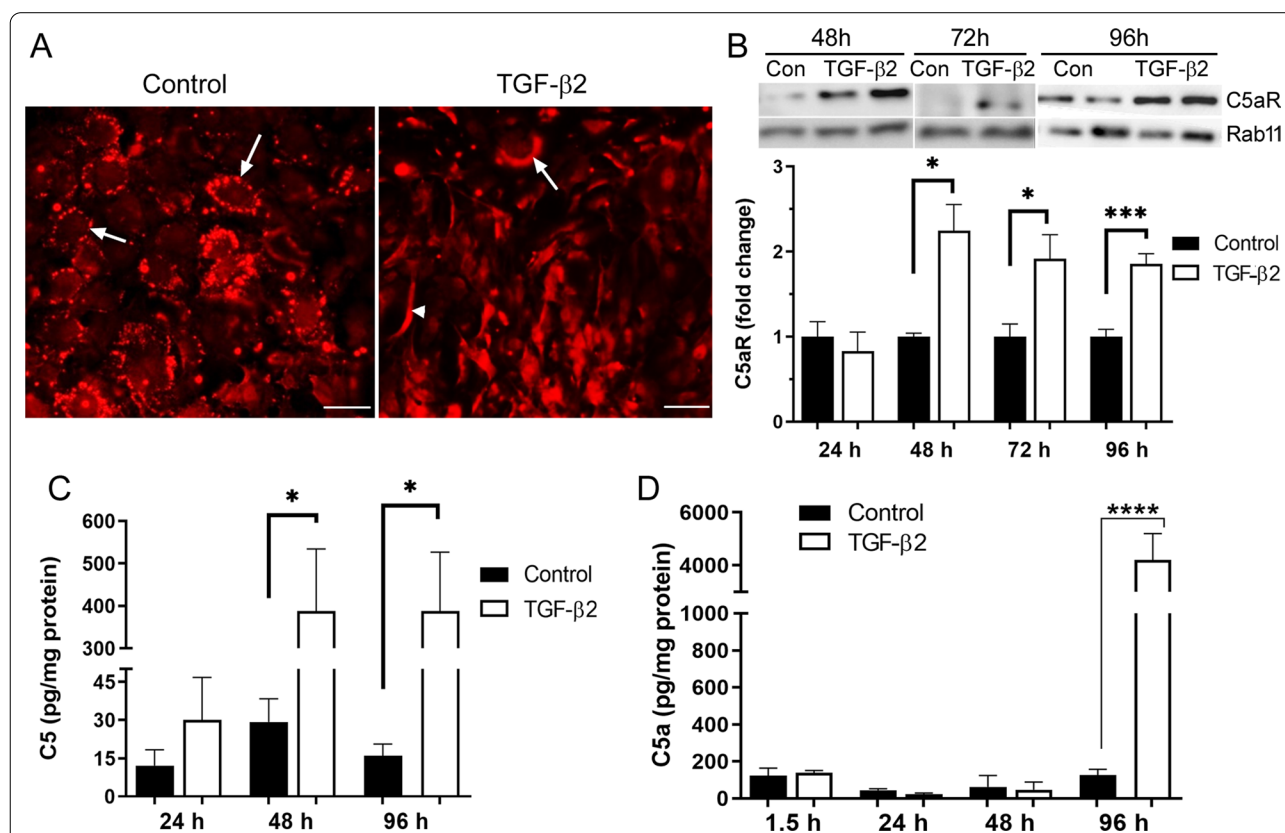 A
Control
TGF-β2
B
48h 72h 96h
Con TGF-β2 Con TGF-β2 Con TGF-β2
C5aR
Rab11
C5aR (fold change)
3
2
1
0
* * ***
Control
TGF-β2
24 h 48 h 72 h 96 h
C
C5 (pg/mg protein)
600
500
400
300
45
30
15
0
* *
Control
TGF-β2
24 h 48 h 96 h
D
C5a (pg/mg protein)
6000
4000
1000
800
600
400
200
0
Control
TGF-β2
****
1.5 h 24 h 48 h 96 h